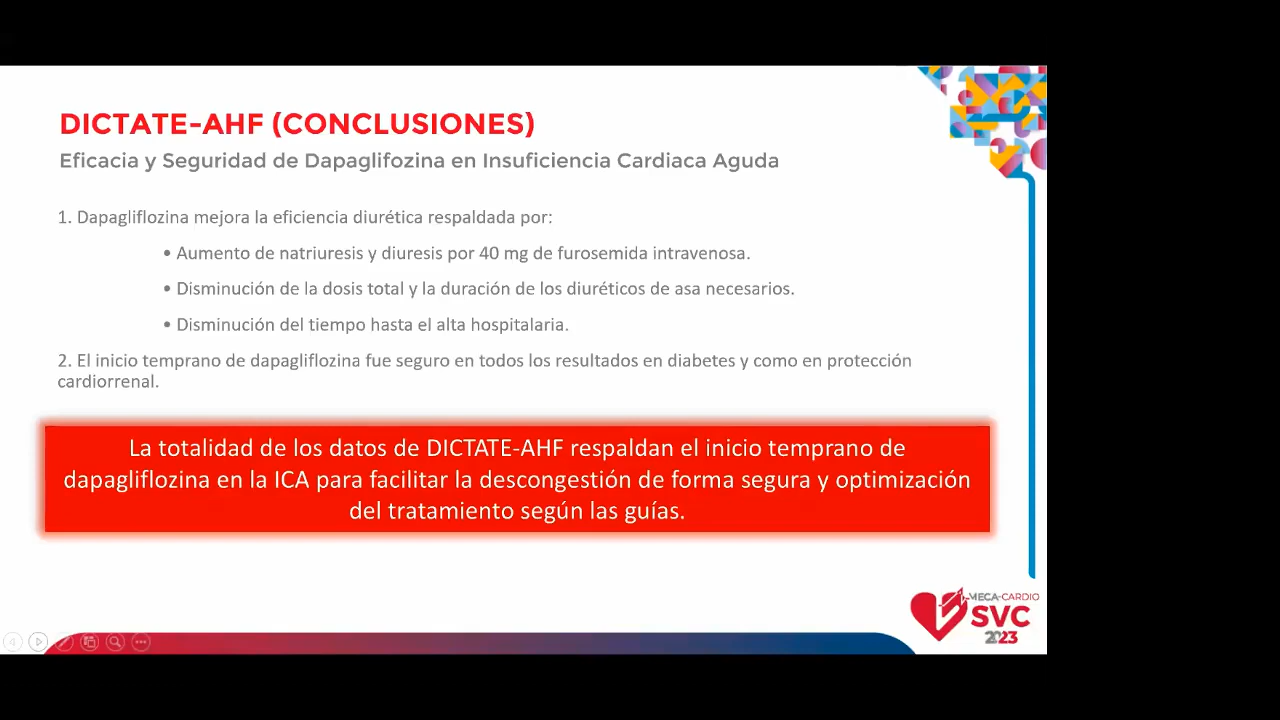 DICTATE-AHF (CONCLUSIONES)
Eficacia y Seguridad de Dapaglifozina en Insuficiencia Cardiaca Aguda
1. Dapagliflozina mejora la eficiencia diurética respaldada por:
• Aumento de natriuresis y diuresis por 40 mg de furosemida intravenosa.
• Disminución de la dosis total y la duración de los diuréticos de asa necesarios.
• Disminución del tiempo hasta el alta hospitalaria.
2. El inicio temprano de dapagliflozina fue seguro en todos los resultados en diabetes y como en protección
cardiorrenal.
La totalidad de los datos de DICTATE-AHF respaldan el inicio temprano de
dapagliflozina en la ICA para facilitar la descongestión de forma segura y optimización
del tratamiento según las guías.
MECA-CARDIO
SVC
2023